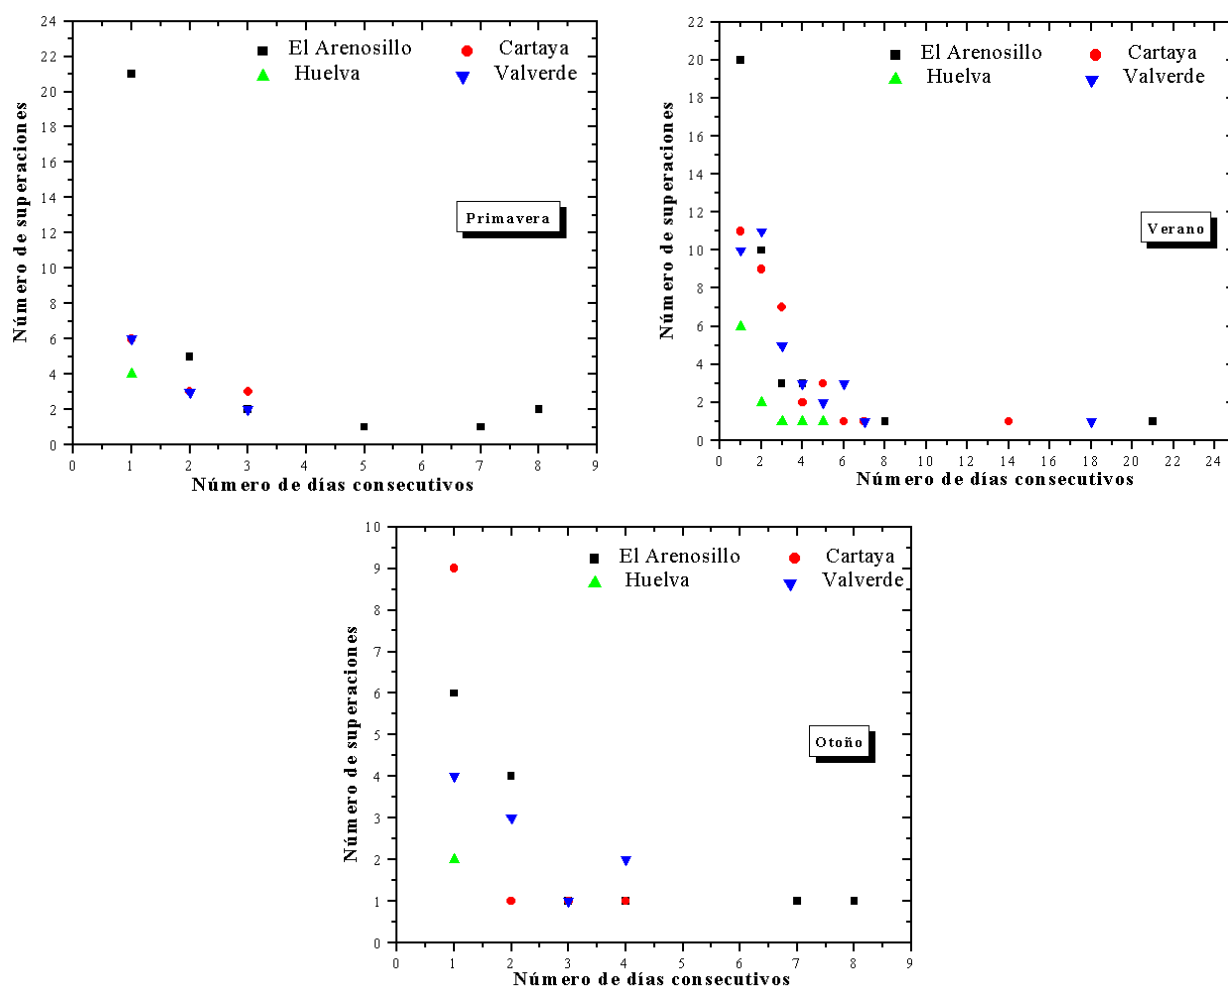 24
22
20
18
16
14
12
10
8
6
4
2
0
0 1 2 3 4 5 6 7 8 9
El Arenosillo Cartaya
Huelva Valverde
Primavera
Número de superaciones
Número de días consecutivos
22
20
18
16
14
12
10
8
6
4
2
0
0 2 4 6 8 10 12 14 16 18 20 22 24
El Arenosillo Cartaya
Huelva Valverde
Verano
Número de superaciones
Número de días consecutivos
10
9
8
7
6
5
4
3
2
1
0
0 1 2 3 4 5 6 7 8 9
El Arenosillo Cartaya
Huelva Valverde
Otoño
Número de superaciones
Número de días consecutivos